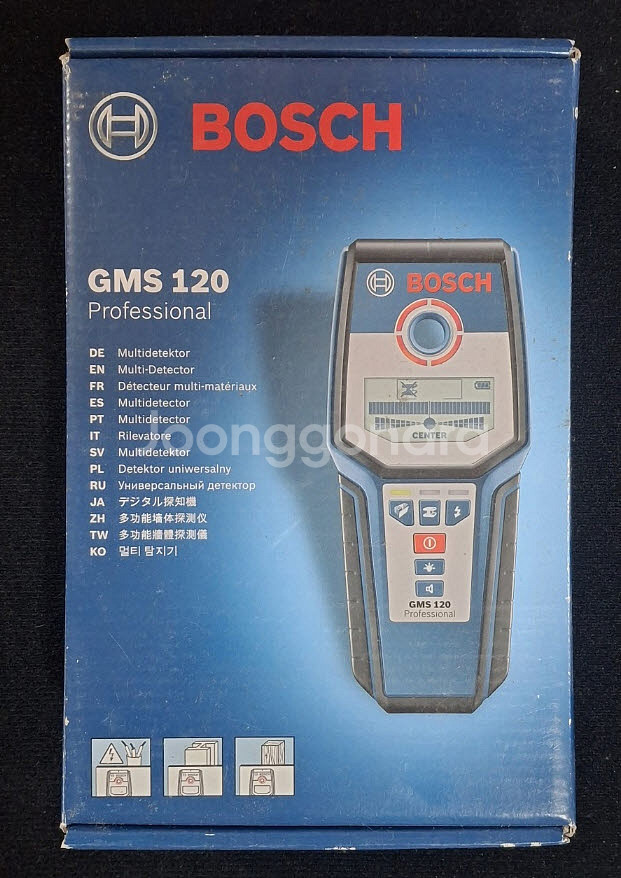 BOSCH
GMS 120
Professional
DE Multidetektor
EN Multi-Detector
FR Détecteur multi-matériaux
ES Multidetector
PT Multidetector
IT Rilevatore
SV Multidetektor
PL Detektor uniwersalny
RU Универсальный детектор
JA デジタル探知機
ZH 多功能墙体探测仪
TW 多功能牆體探測儀
KO 멀티 탐지기
BOSCH
CENTER
GMS 120
Professional
joonggonara